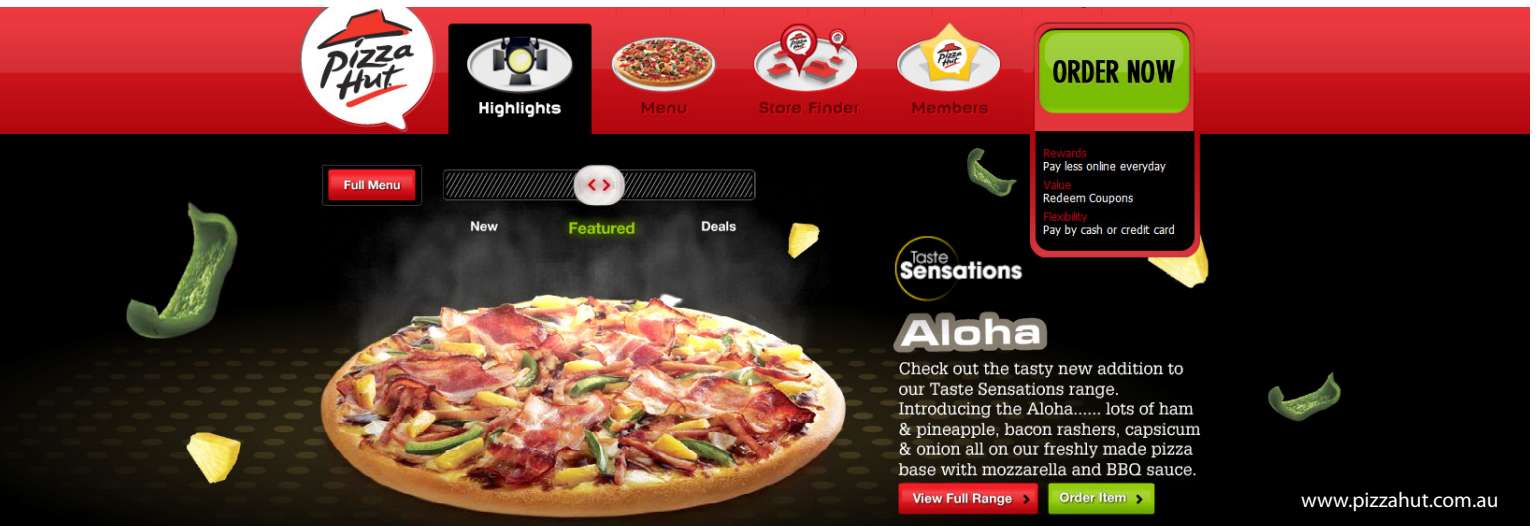 Pizza
Hut
Highlights
Menu
Store Finder
Members
ORDER NOW
Rewards
Pay less online everyday
Value
Redeem Coupons
Flexibility
Pay by cash or credit card
Full Menu
New
Featured
Deals
Taste
Sensations
Aloha
Check out the tasty new addition to
our Taste Sensations range.
Introducing the Aloha...... lots of ham
& pineapple, bacon rashers, capsicum
& onion all on our freshly made pizza
base with mozzarella and BBQ sauce.
View Full Range
Order Item
www.pizzahut.com.au